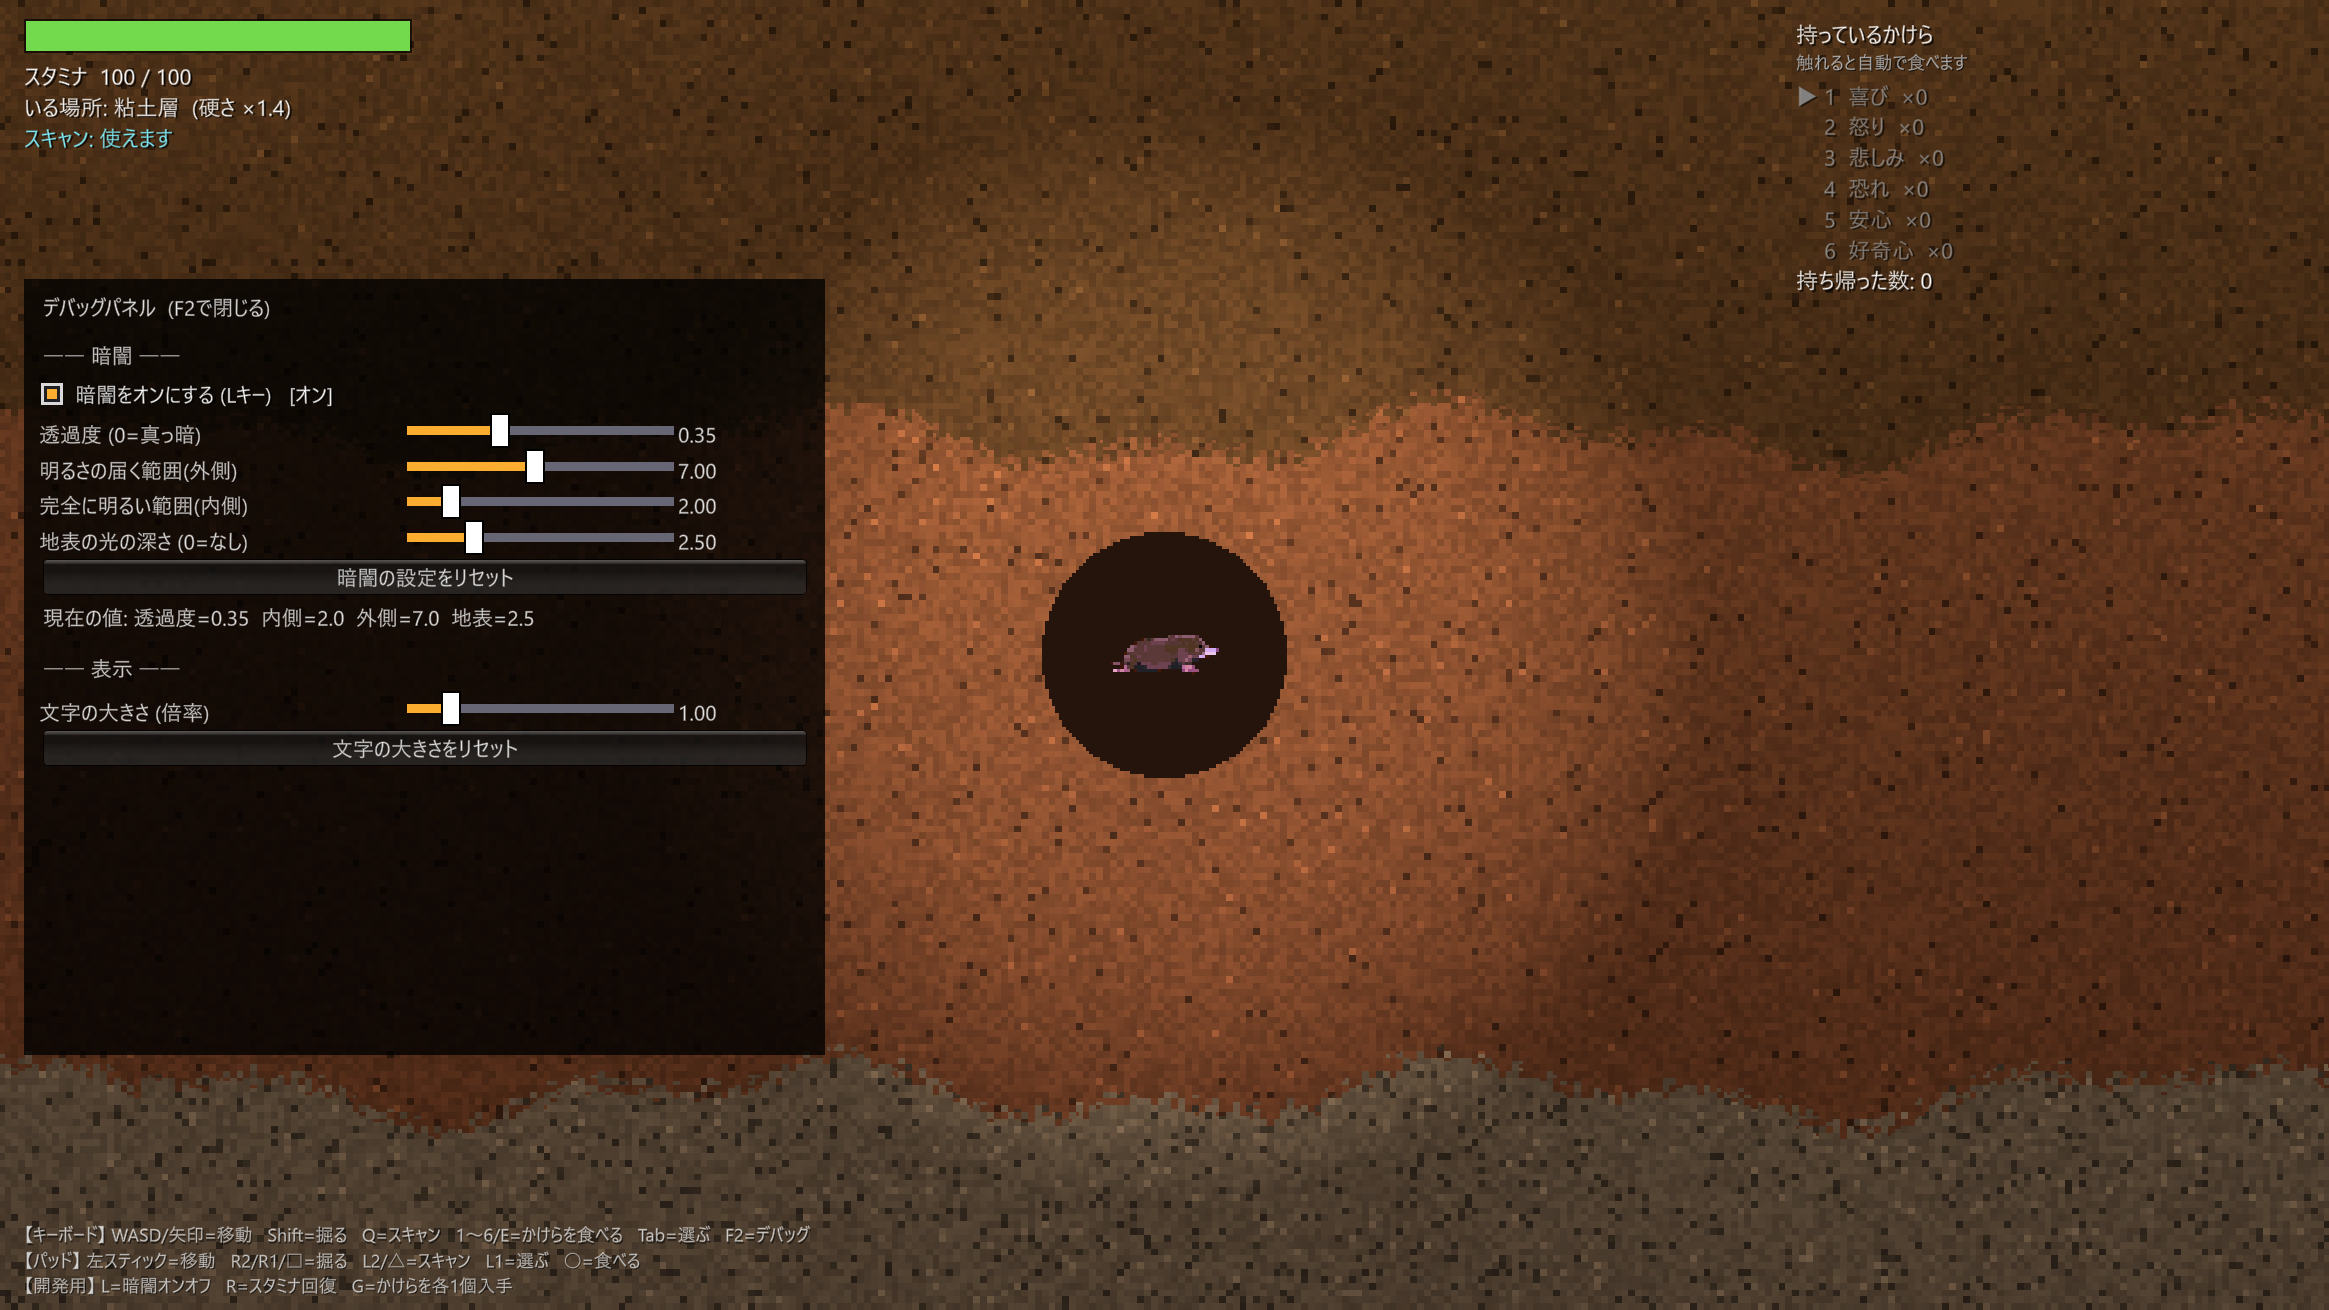 スタミナ 100 / 100
いる場所: 粘土層 (硬さ ×1.4)
スキャン: 使えます
持っているかけら
触れると自動で食べます
▶ 1 喜び ×0
2 怒り ×0
3 悲しみ ×0
4 恐れ ×0
5 安心 ×0
6 好奇心 ×0
持ち帰った数: 0
デバッグパネル (F2で閉じる)
―― 暗闇 ――
暗闇をオンにする (Lキー) [オン]
透過度 (0=真っ暗) 0.35
明るさの届く範囲(外側) 7.00
完全に明るい範囲(内側) 2.00
地表の光の深さ (0=なし) 2.50
暗闇の設定をリセット
現在の値: 透過度=0.35 内側=2.0 外側=7.0 地表=2.5
―― 表示 ――
文字の大きさ (倍率) 1.00
文字の大きさをリセット
【キーボード】 WASD/矢印=移動 Shift=掘る Q=スキャン 1～6/E=かけらを食べる Tab=選ぶ F2=デバッグ
【パッド】 左スティック=移動 R2/R1/□=掘る L2/△=スキャン L1=選ぶ ○=食べる
【開発用】 L=暗闇オンオフ R=スタミナ回復 G=かけらを各1個入手